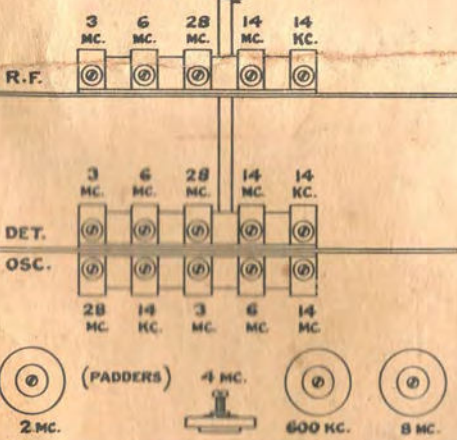 3 6 28 14 14
MC. MC. MC. MC. KC.
R.F.
3 6 28 14 14
MC. MC. MC. MC. KC.
DET.
OSC.
28 14 3 6 14
MC. KC. MC. MC. MC.
(PADDERS) 4 MC.
2 MC. 600 KC. 8 MC.